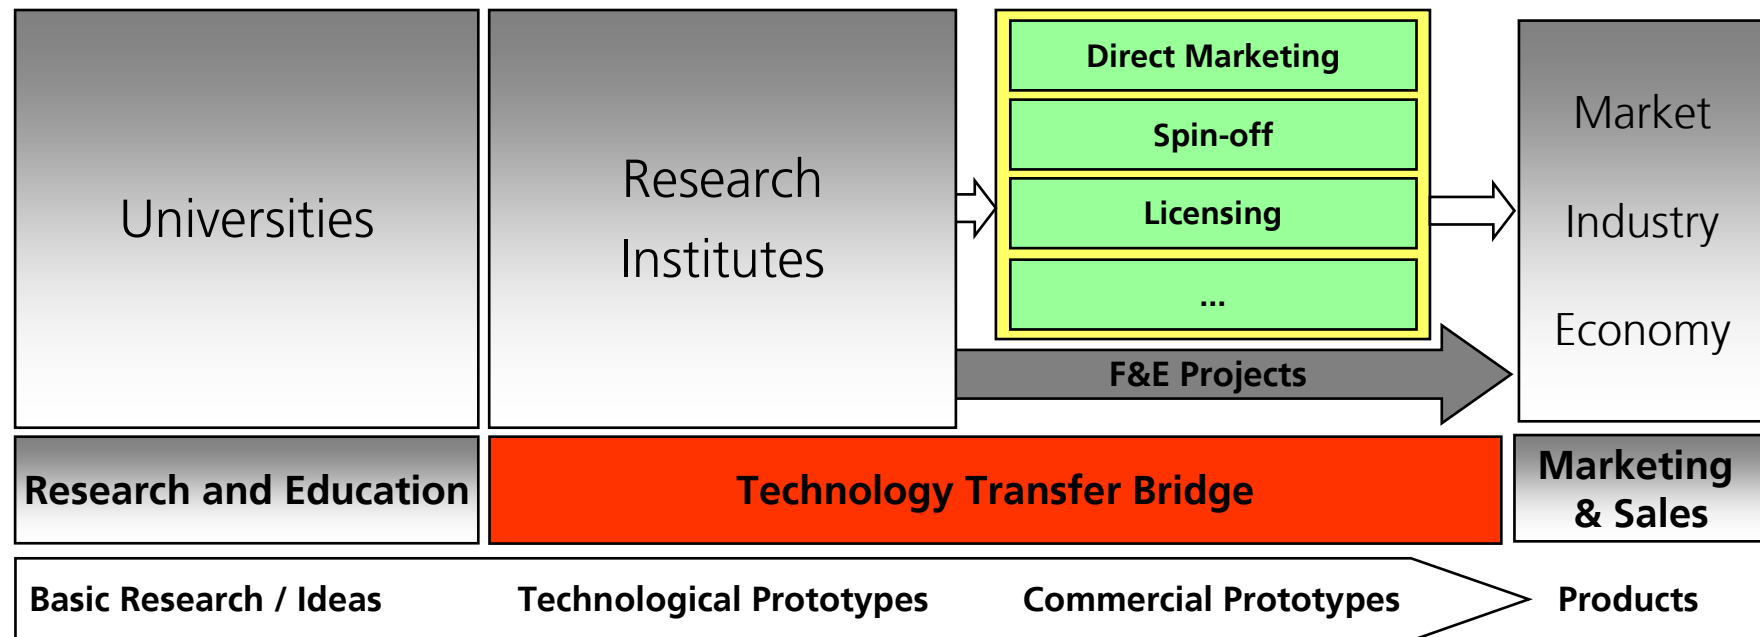 Universities
Research
Institutes
Direct Marketing
Spin-off
Licensing
...
F&E Projects
Market
Industry
Economy
Research and Education
Technology Transfer Bridge
Marketing
& Sales
Basic Research / Ideas
Technological Prototypes
Commercial Prototypes
Products